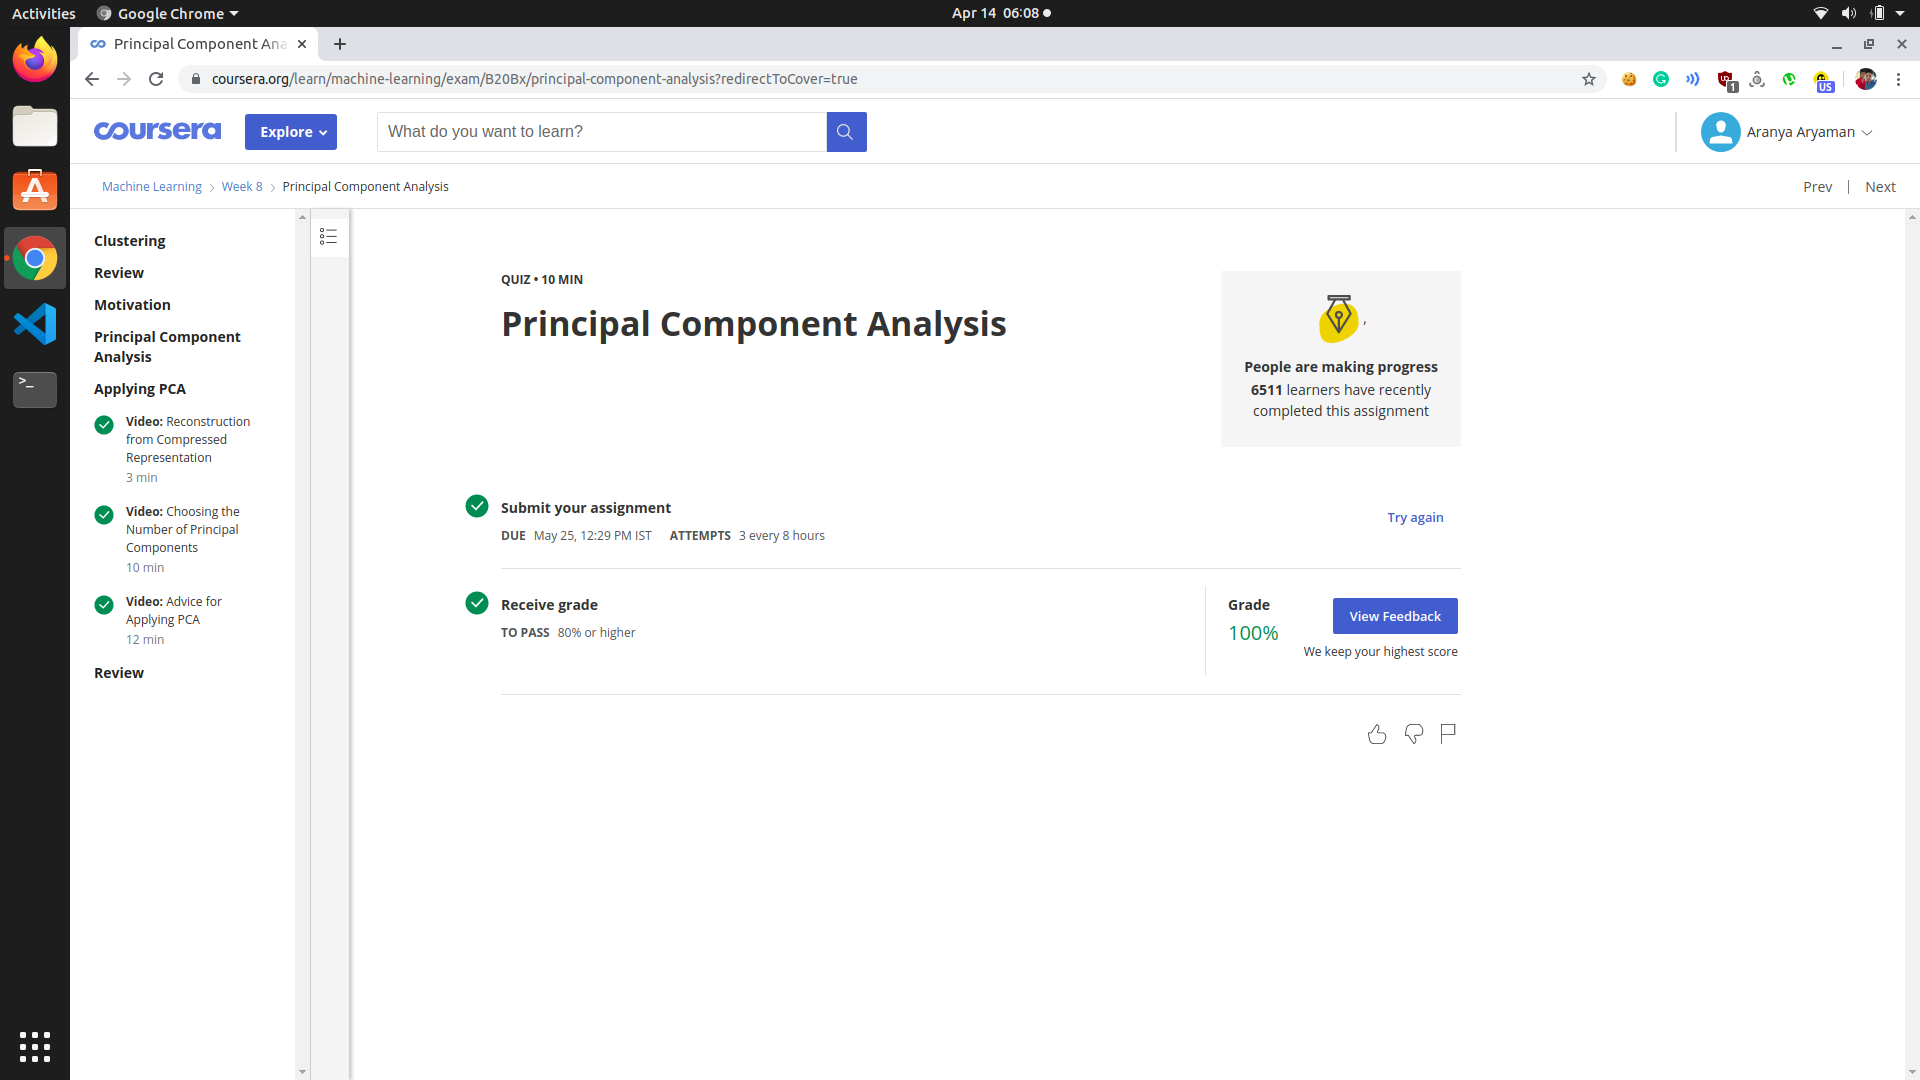 Activities
Google Chrome
Apr 14 06:08
Principal Component Ana
coursera.org/learn/machine-learning/exam/B20Bx/principal-component-analysis?redirectToCover=true
1
US
coursera
Explore
What do you want to learn?
Aranya Aryaman
Machine Learning
Week 8
Principal Component Analysis
Prev
Next
Clustering
Review
Motivation
Principal Component
Analysis
Applying PCA
Video: Reconstruction
from Compressed
Representation
3 min
Video: Choosing the
Number of Principal
Components
10 min
Video: Advice for
Applying PCA
12 min
Review
QUIZ • 10 MIN
Principal Component Analysis
,
People are making progress
6511 learners have recently
completed this assignment
Submit your assignment
DUE May 25, 12:29 PM IST ATTEMPTS 3 every 8 hours
Try again
Receive grade
TO PASS 80% or higher
Grade
100%
View Feedback
We keep your highest score